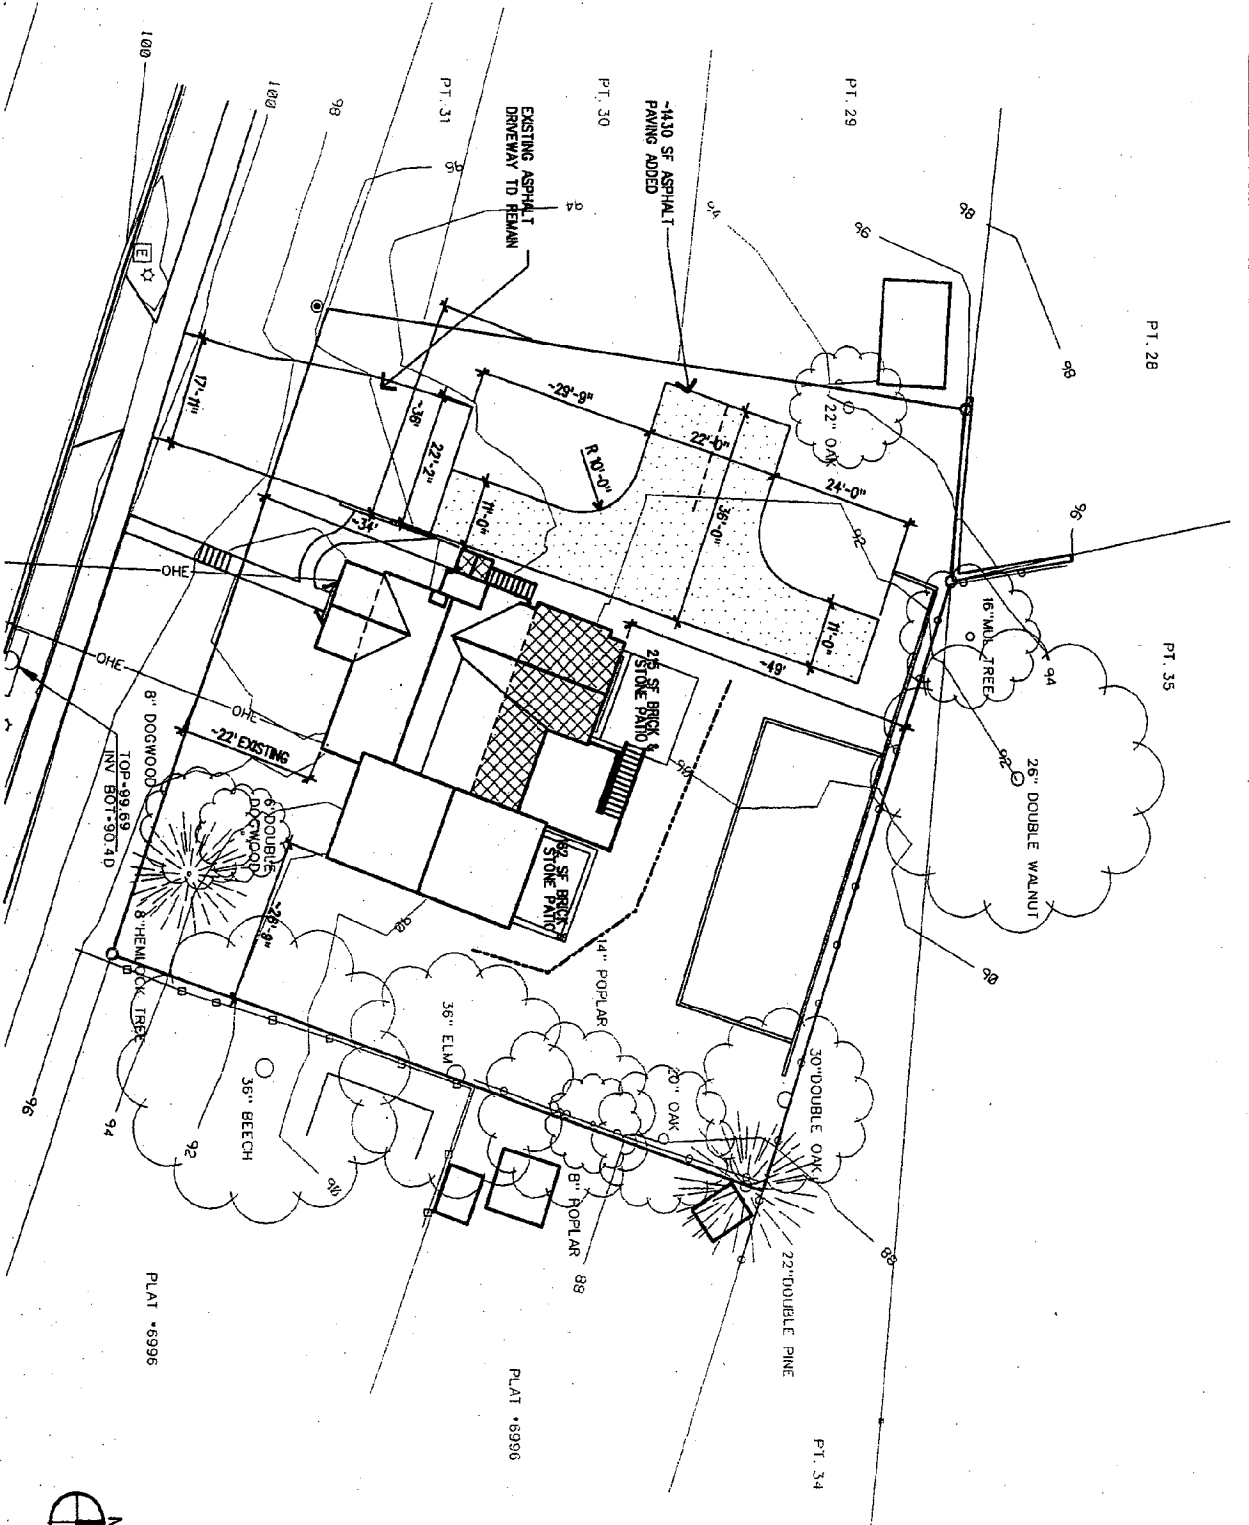 100
100
98
PT. 31
PT. 30
PT. 29
PT. 28
~1430 SF ASPHALT
PAVING ADDED
EXISTING ASPHALT
DRIVEWAY TO REMAIN
96
94
94
96
98
98
96
E
17'-11"
~36'
22'-2"
~29'-9"
R 10'-0"
22'-0"
24'-0"
36'-0"
11'-0"
11'-0"
~34'
~49'
22" OAK
92
16" MUL TREE
94
92
PT. 35
26" DOUBLE WALNUT
OHE
OHE
OHE
~22' EXISTING
215 SF BRICK &
STONE PATIO
90
8" DOGWOOD
6" DOUBLE
DOGWOOD
TOP=99.69
INV BOT=90.40
8" HEMLOCK TREE
~28'-9"
90
62 SF BRICK
STONE PATIO
14" POPLAR
90
36" ELM
36" BEECH
20" OAK
30" DOUBLE OAK
8" POPLAR
22" DOUBLE PINE
96
94
92
90
88
88
PLAT *6996
PLAT *6996
PT. 34
N